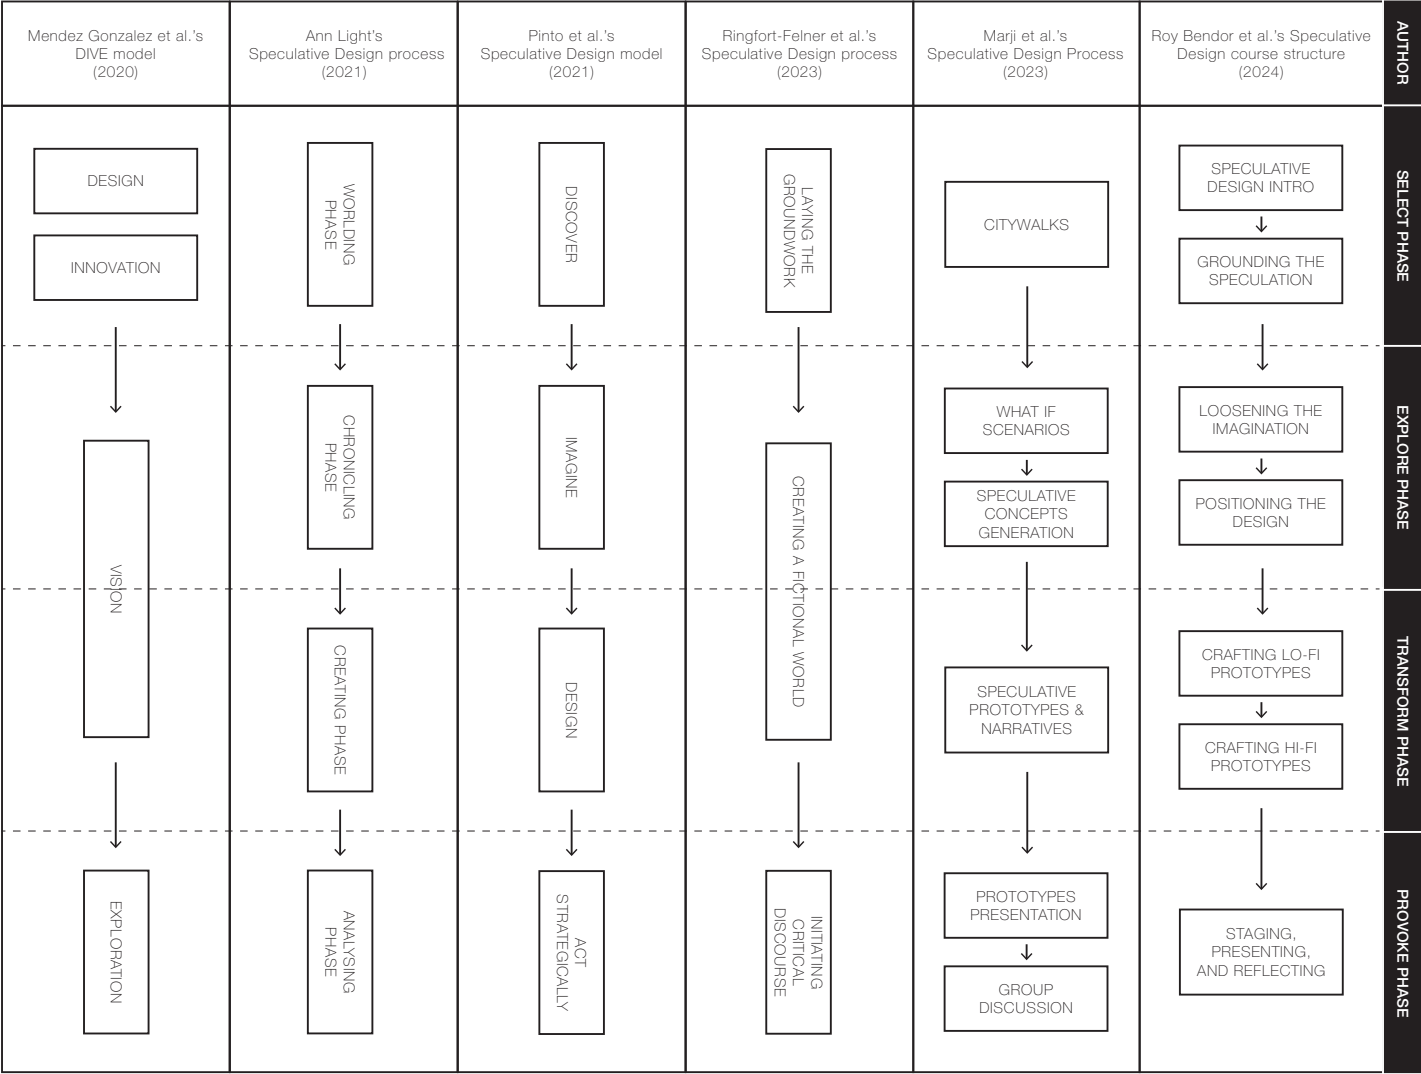 Mendez Gonzalez et al.'s
DIVE model
(2020)
Ann Light's
Speculative Design process
(2021)
Pinto et al.'s
Speculative Design model
(2021)
Ringfort-Felner et al.'s
Speculative Design process
(2023)
Marji et al.'s
Speculative Design Process
(2023)
Roy Bendor et al.'s Speculative
Design course structure
(2024)
AUTHOR
DESIGN
INNOVATION
WORLDING
PHASE
DISCOVER
LAYING THE
GROUNDWORK
CITYWALKS
SPECULATIVE
DESIGN INTRO
GROUNDING THE
SPECULATION
SELECT PHASE
VISION
CHRONICLING
PHASE
IMAGINE
CREATING A FICTIONAL WORLD
WHAT IF
SCENARIOS
SPECULATIVE
CONCEPTS
GENERATION
LOOSENING THE
IMAGINATION
POSITIONING THE
DESIGN
EXPLORE PHASE
CREATING PHASE
DESIGN
SPECULATIVE
PROTOTYPES &
NARRATIVES
CRAFTING LO-FI
PROTOTYPES
CRAFTING HI-FI
PROTOTYPES
TRANSFORM PHASE
EXPLORATION
ANALYSING
PHASE
ACT
STRATEGICALLY
INITIATING
CRITICAL
DISCOURSE
PROTOTYPES
PRESENTATION
GROUP
DISCUSSION
STAGING,
PRESENTING,
AND REFLECTING
PROVOKE PHASE